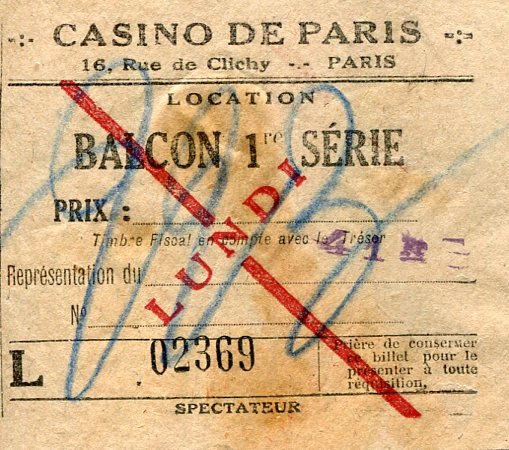 -:- CASINO DE PARIS -:-
16, Rue de Clichy -.- PARIS
LOCATION
BALCON 1re SÉRIE
PRIX :
Timbre Fiscal en compte avec le Trésor
LUNDI
Représentation du
No
L 02369
Prière de conserver
ce billet pour le
présenter à toute
réquisition,
SPECTATEUR